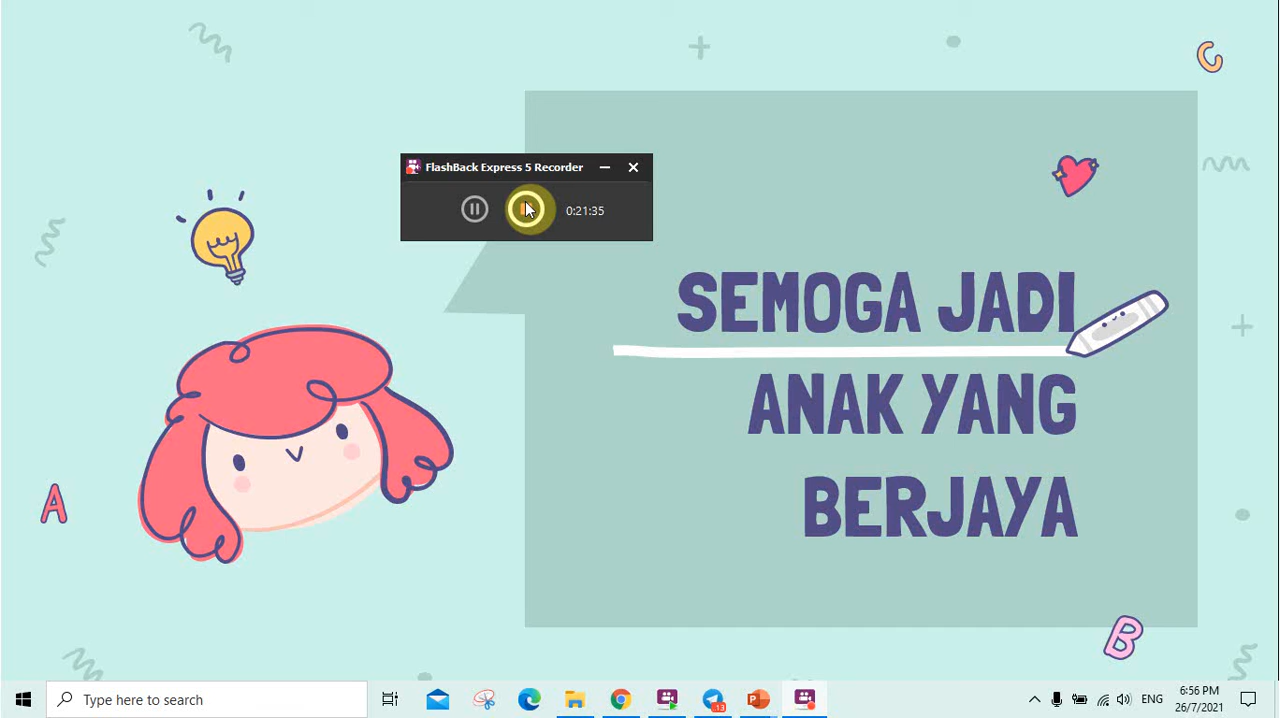 C
FlashBack Express 5 Recorder
0:21:35
SEMOGA JADI
ANAK YANG
BERJAYA
A
B
Type here to search
13
ENG
6:56 PM
26/7/2021